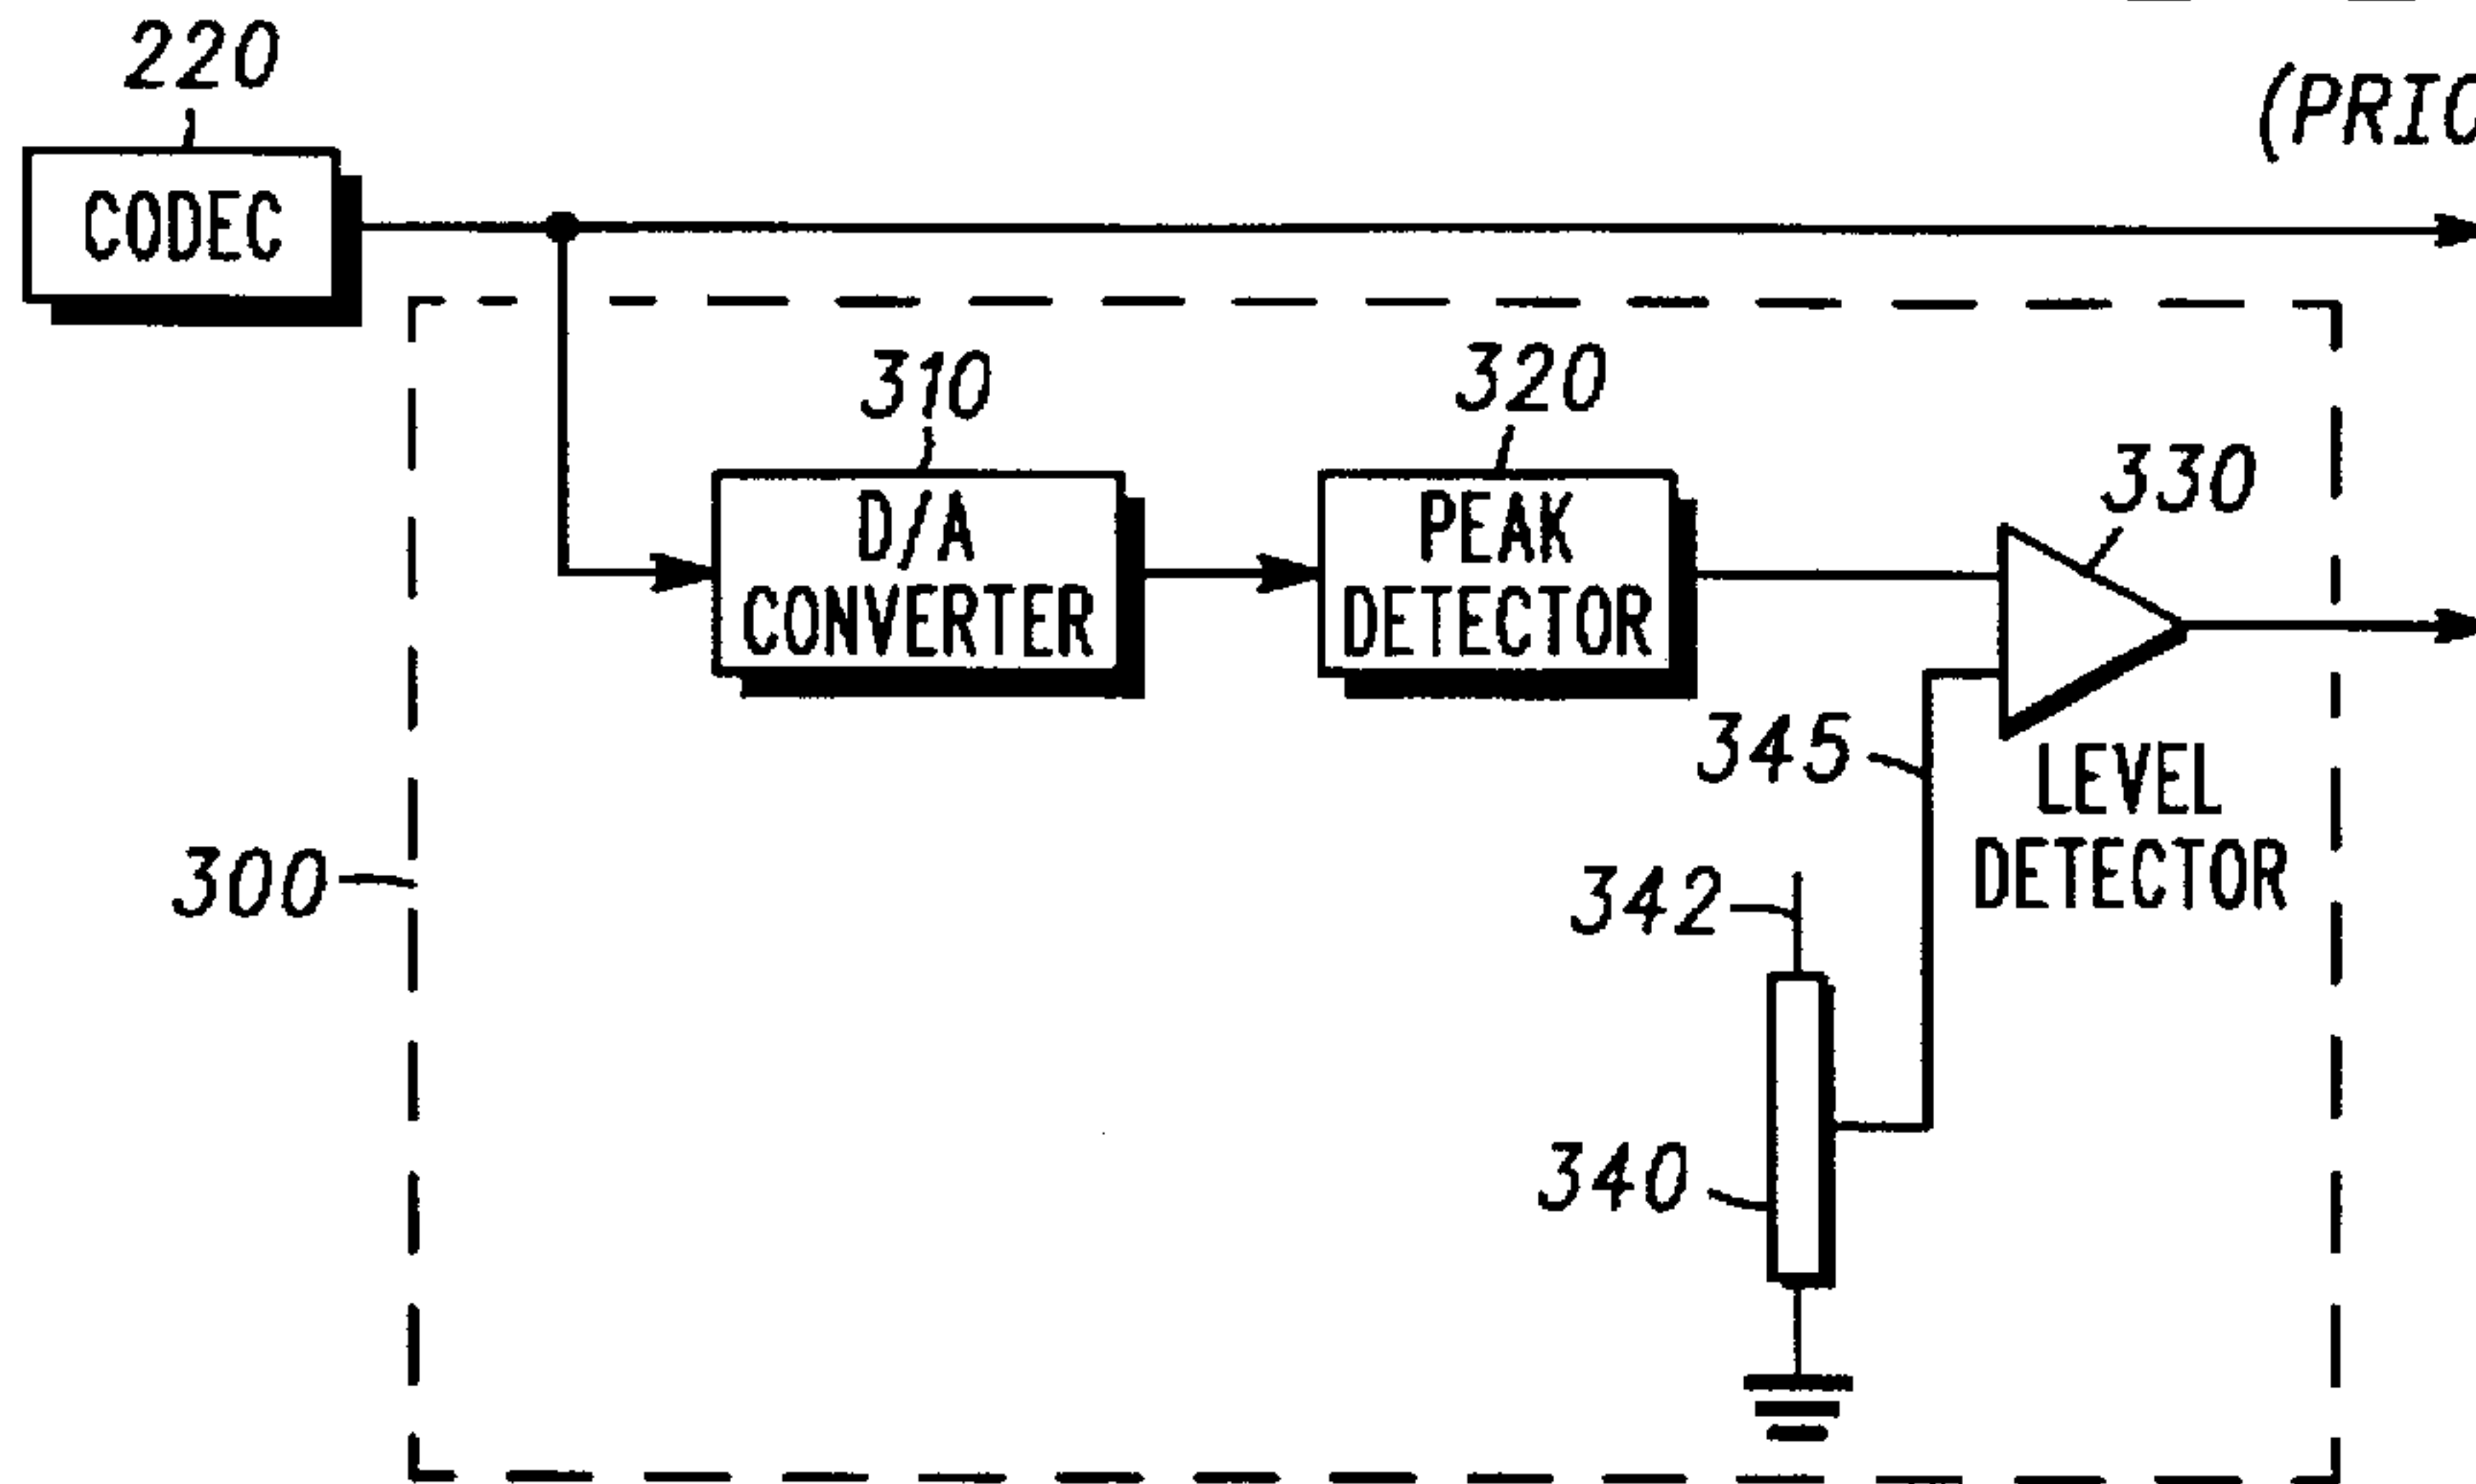 220
(PRIO
CODEC
310
320
330
D/A
CONVERTER
PEAK
DETECTOR
345
LEVEL
DETECTOR
300
342
340